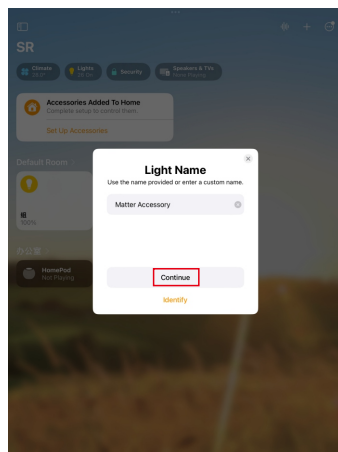 SR
Climate
Lights
Security
Speakers & TVs
Accessories Added To Home
Complete setup to control them.
Set Up Accessories
Default Room
100%
HomePod
Not Playing
Light Name
Use the name provided or enter a custom name.
Matter Accessory
Continue
Identify